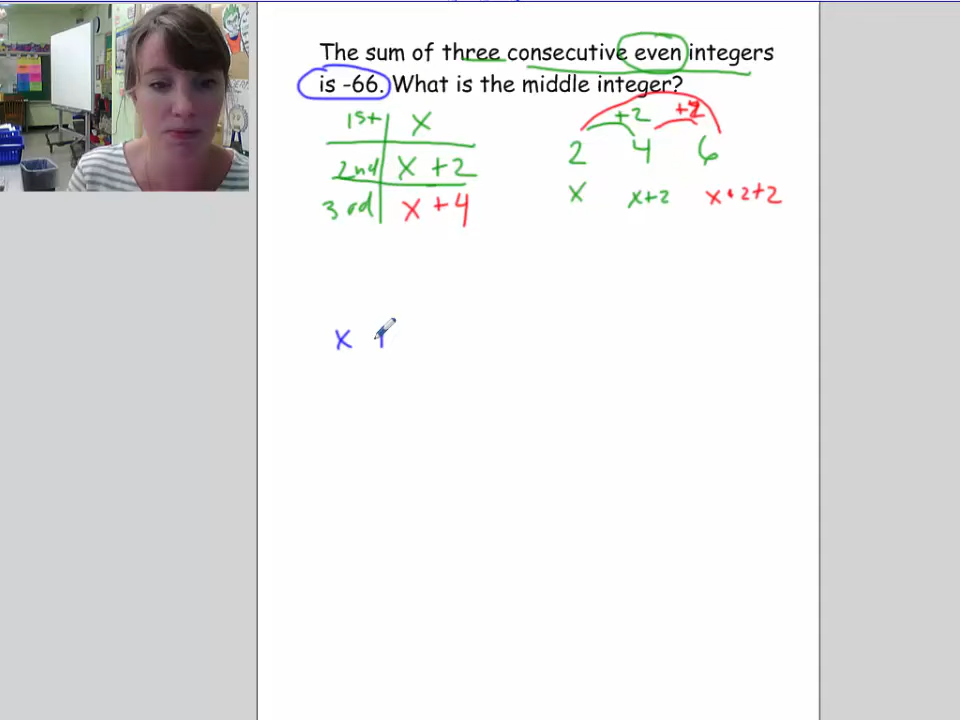 The sum of three consecutive even integers
is -66. What is the middle integer?
1st x
2nd x + 2
3rd x + 4
+2 +2
2 4 6
x x+2 x+2+2
x